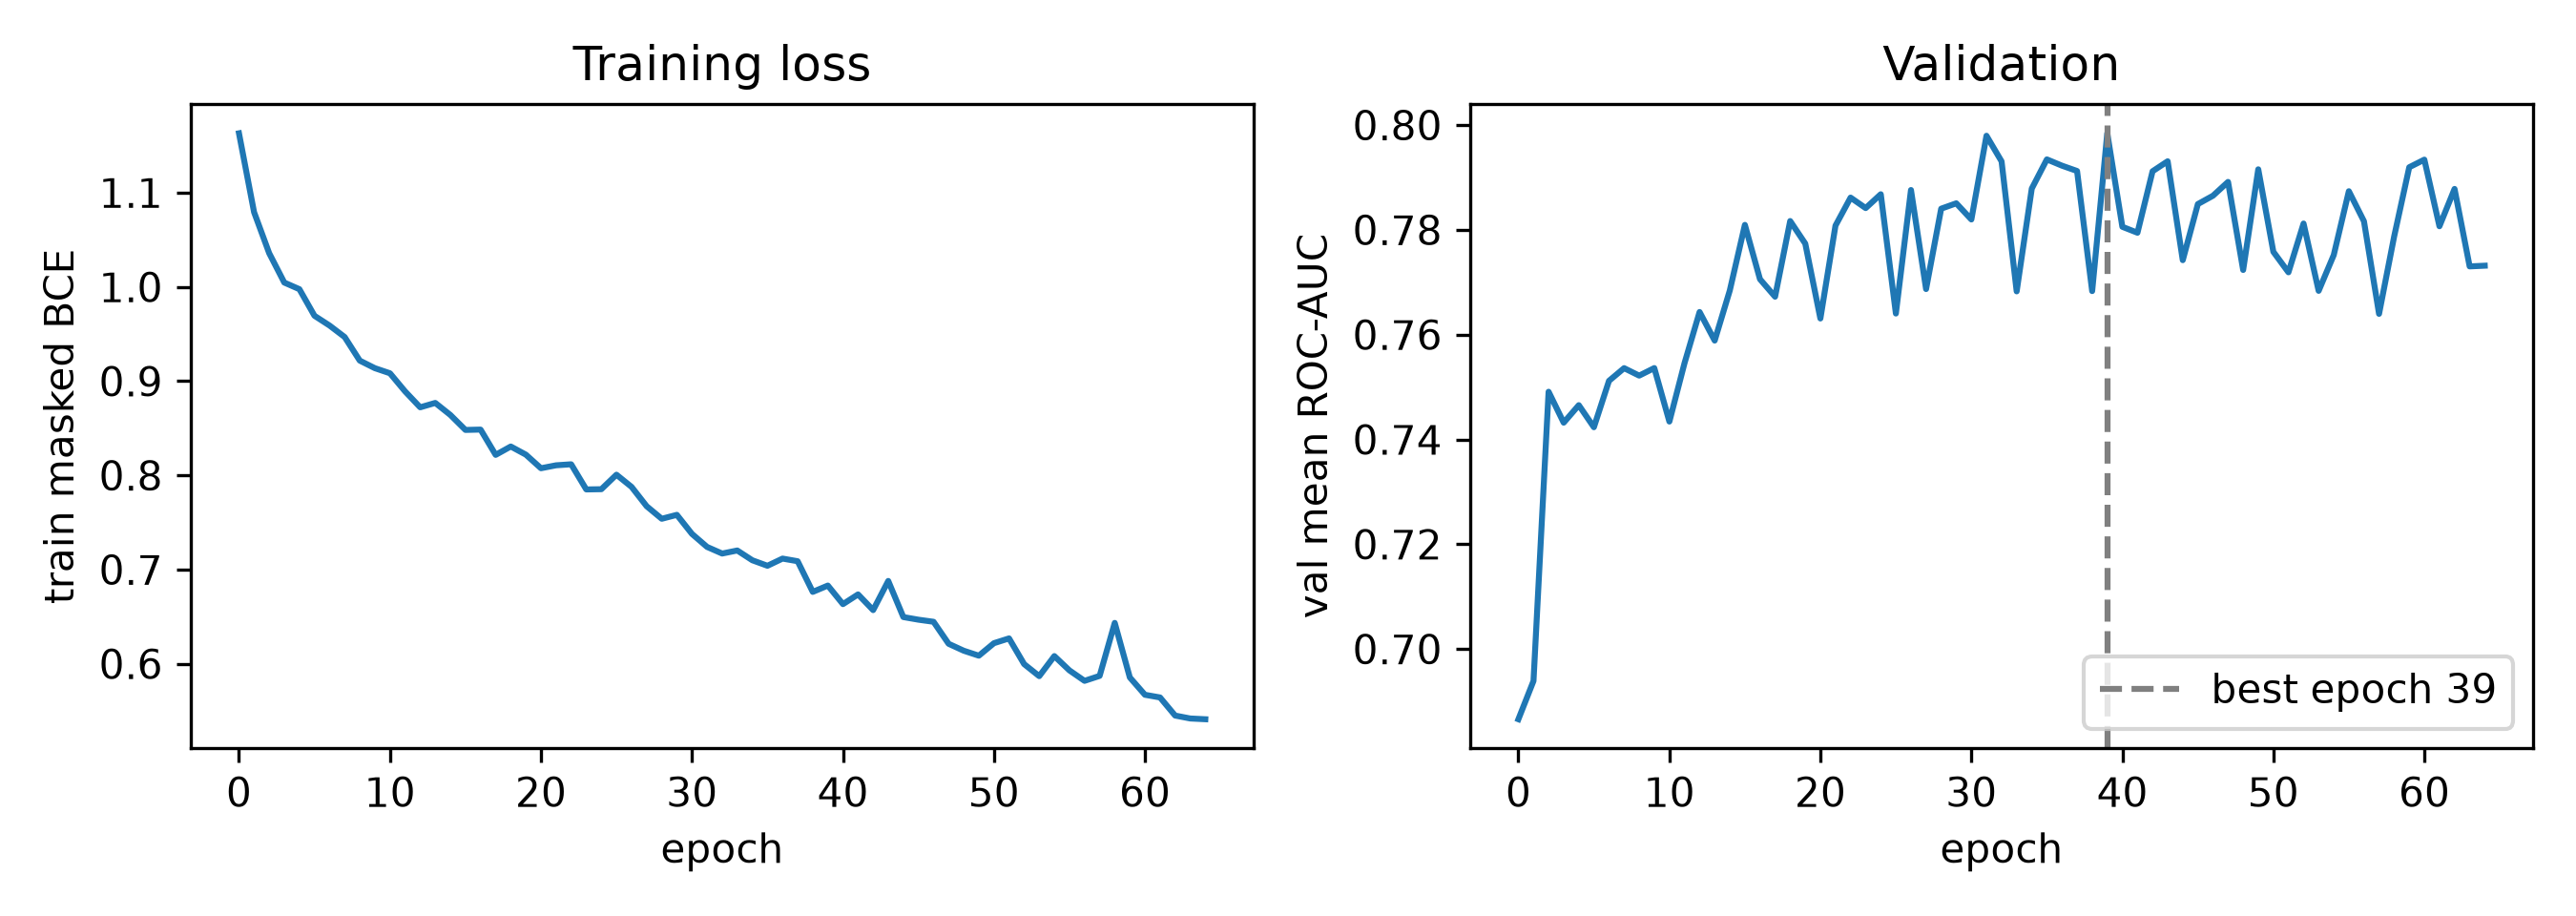 Training loss
train masked BCE
1.1
1.0
0.9
0.8
0.7
0.6
0 10 20 30 40 50 60
epoch
Validation
val mean ROC-AUC
0.80
0.78
0.76
0.74
0.72
0.70
best epoch 39
0 10 20 30 40 50 60
epoch